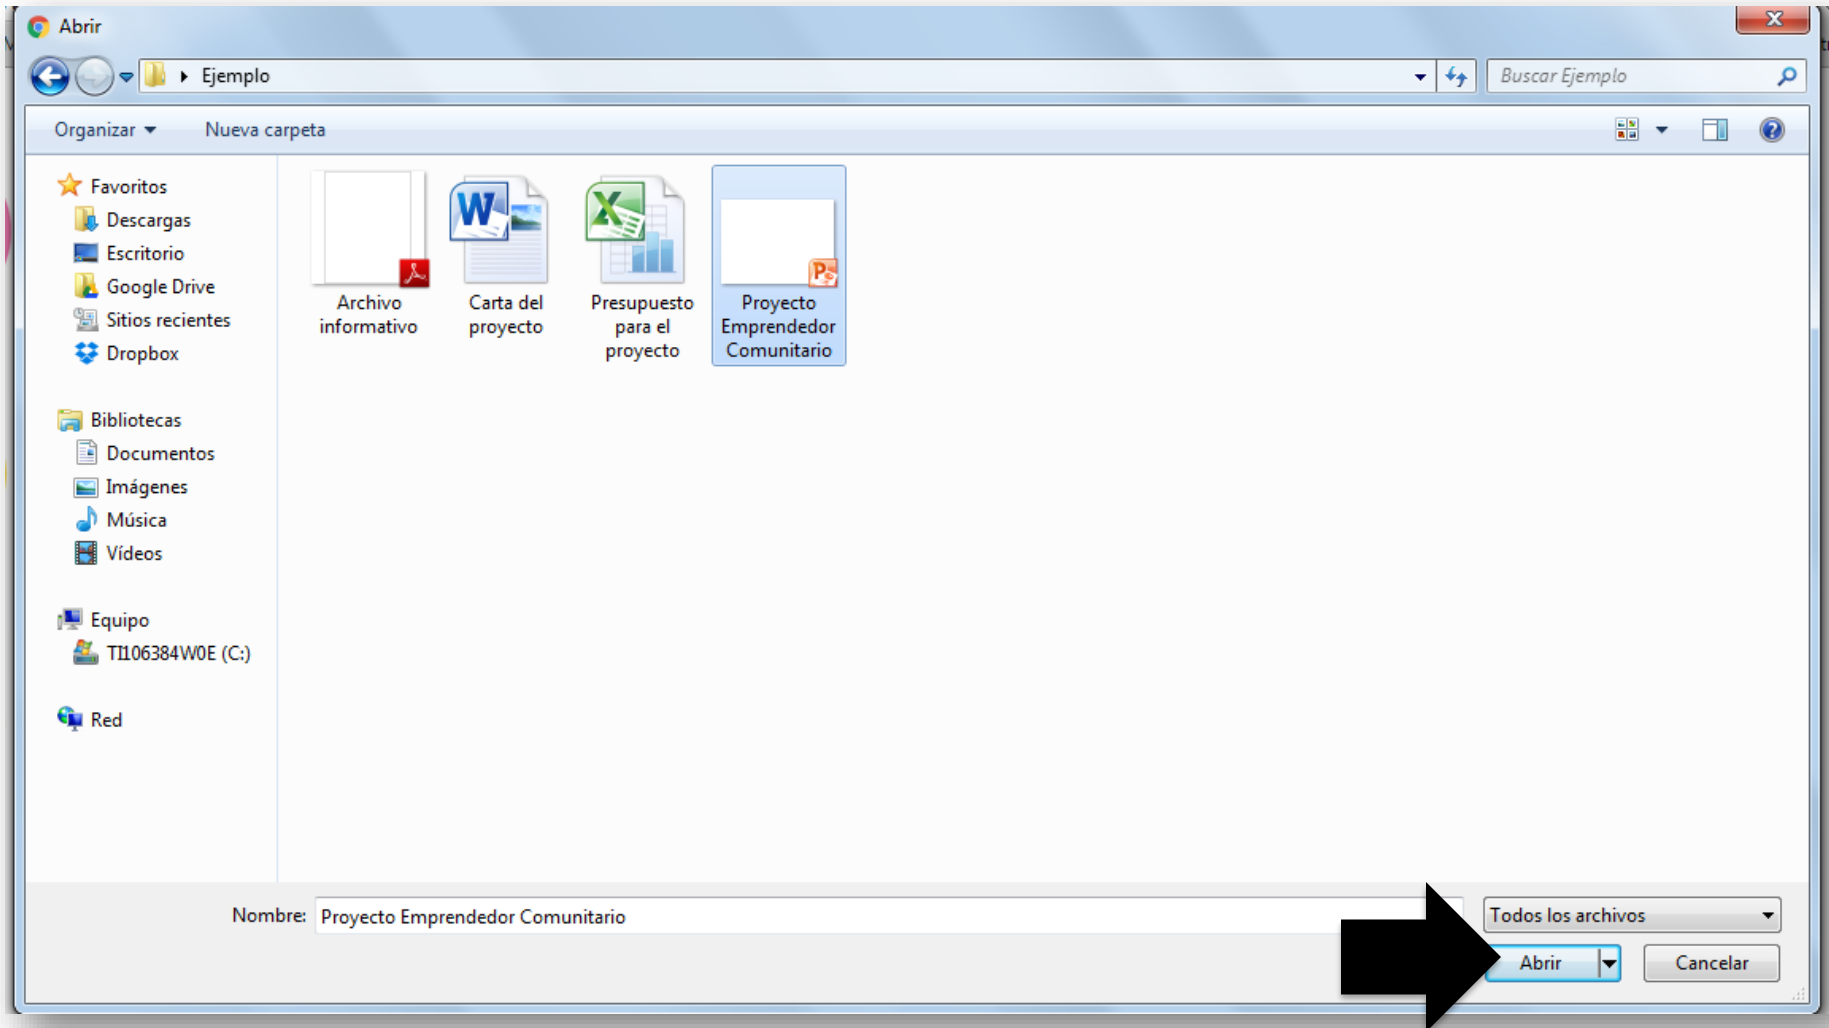 Abrir
Ejemplo
Buscar Ejemplo
Organizar
Nueva carpeta
Favoritos
Descargas
Escritorio
Google Drive
Sitios recientes
Dropbox
Bibliotecas
Documentos
Imágenes
Música
Vídeos
Equipo
TI106384W0E (C:)
Red
Archivo
informativo
Carta del
proyecto
Presupuesto
para el
proyecto
Proyecto
Emprendedor
Comunitario
Nombre: Proyecto Emprendedor Comunitario
Todos los archivos
Abrir
Cancelar